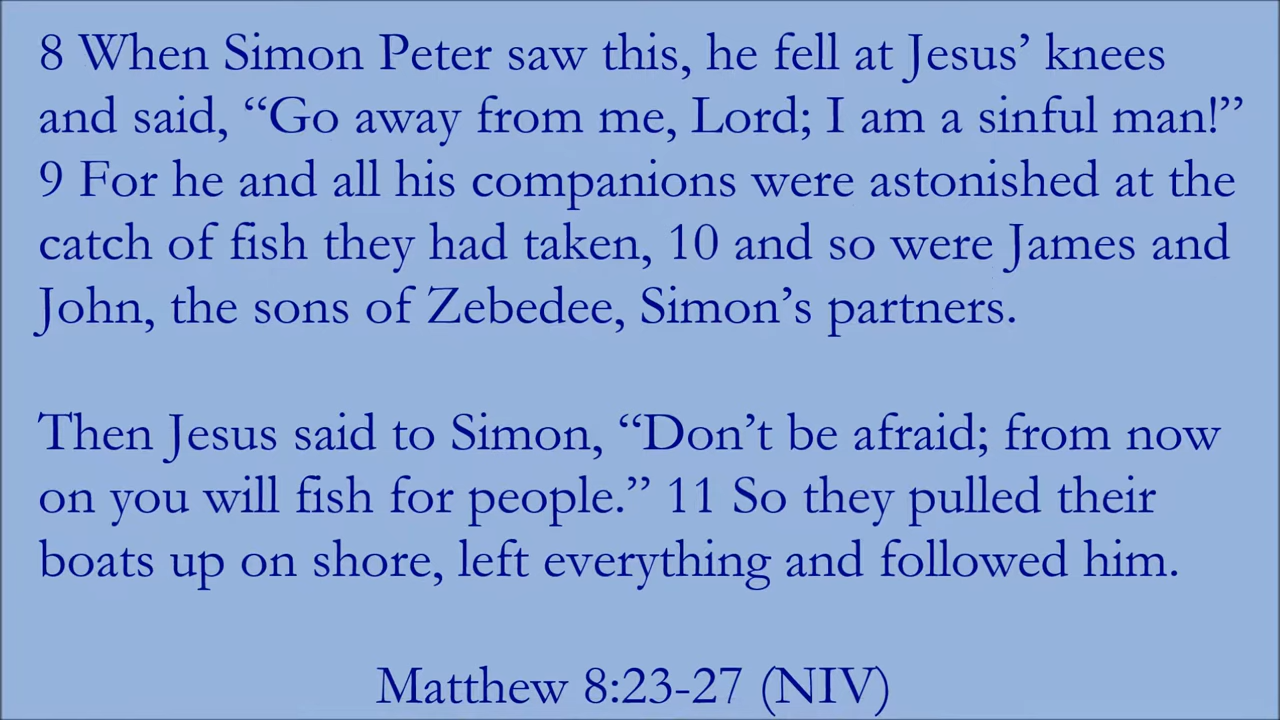 8 When Simon Peter saw this, he fell at Jesus’ knees
and said, “Go away from me, Lord; I am a sinful man!”
9 For he and all his companions were astonished at the
catch of fish they had taken, 10 and so were James and
John, the sons of Zebedee, Simon’s partners.
Then Jesus said to Simon, “Don’t be afraid; from now
on you will fish for people.” 11 So they pulled their
boats up on shore, left everything and followed him.
Matthew 8:23-27 (NIV)